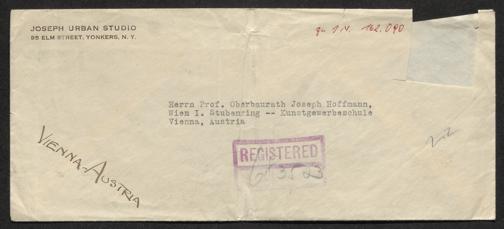 JOSEPH URBAN STUDIO
95 ELM STREET, YONKERS, N. Y.
J. N. 162.090
Herrn Prof. Oberbaurath Joseph Hoffmann,
Wien I. Stubenring -- Kunstgewerbeschule
Vienna, Austria
REGISTERED
VIENNA-AUSTRIA